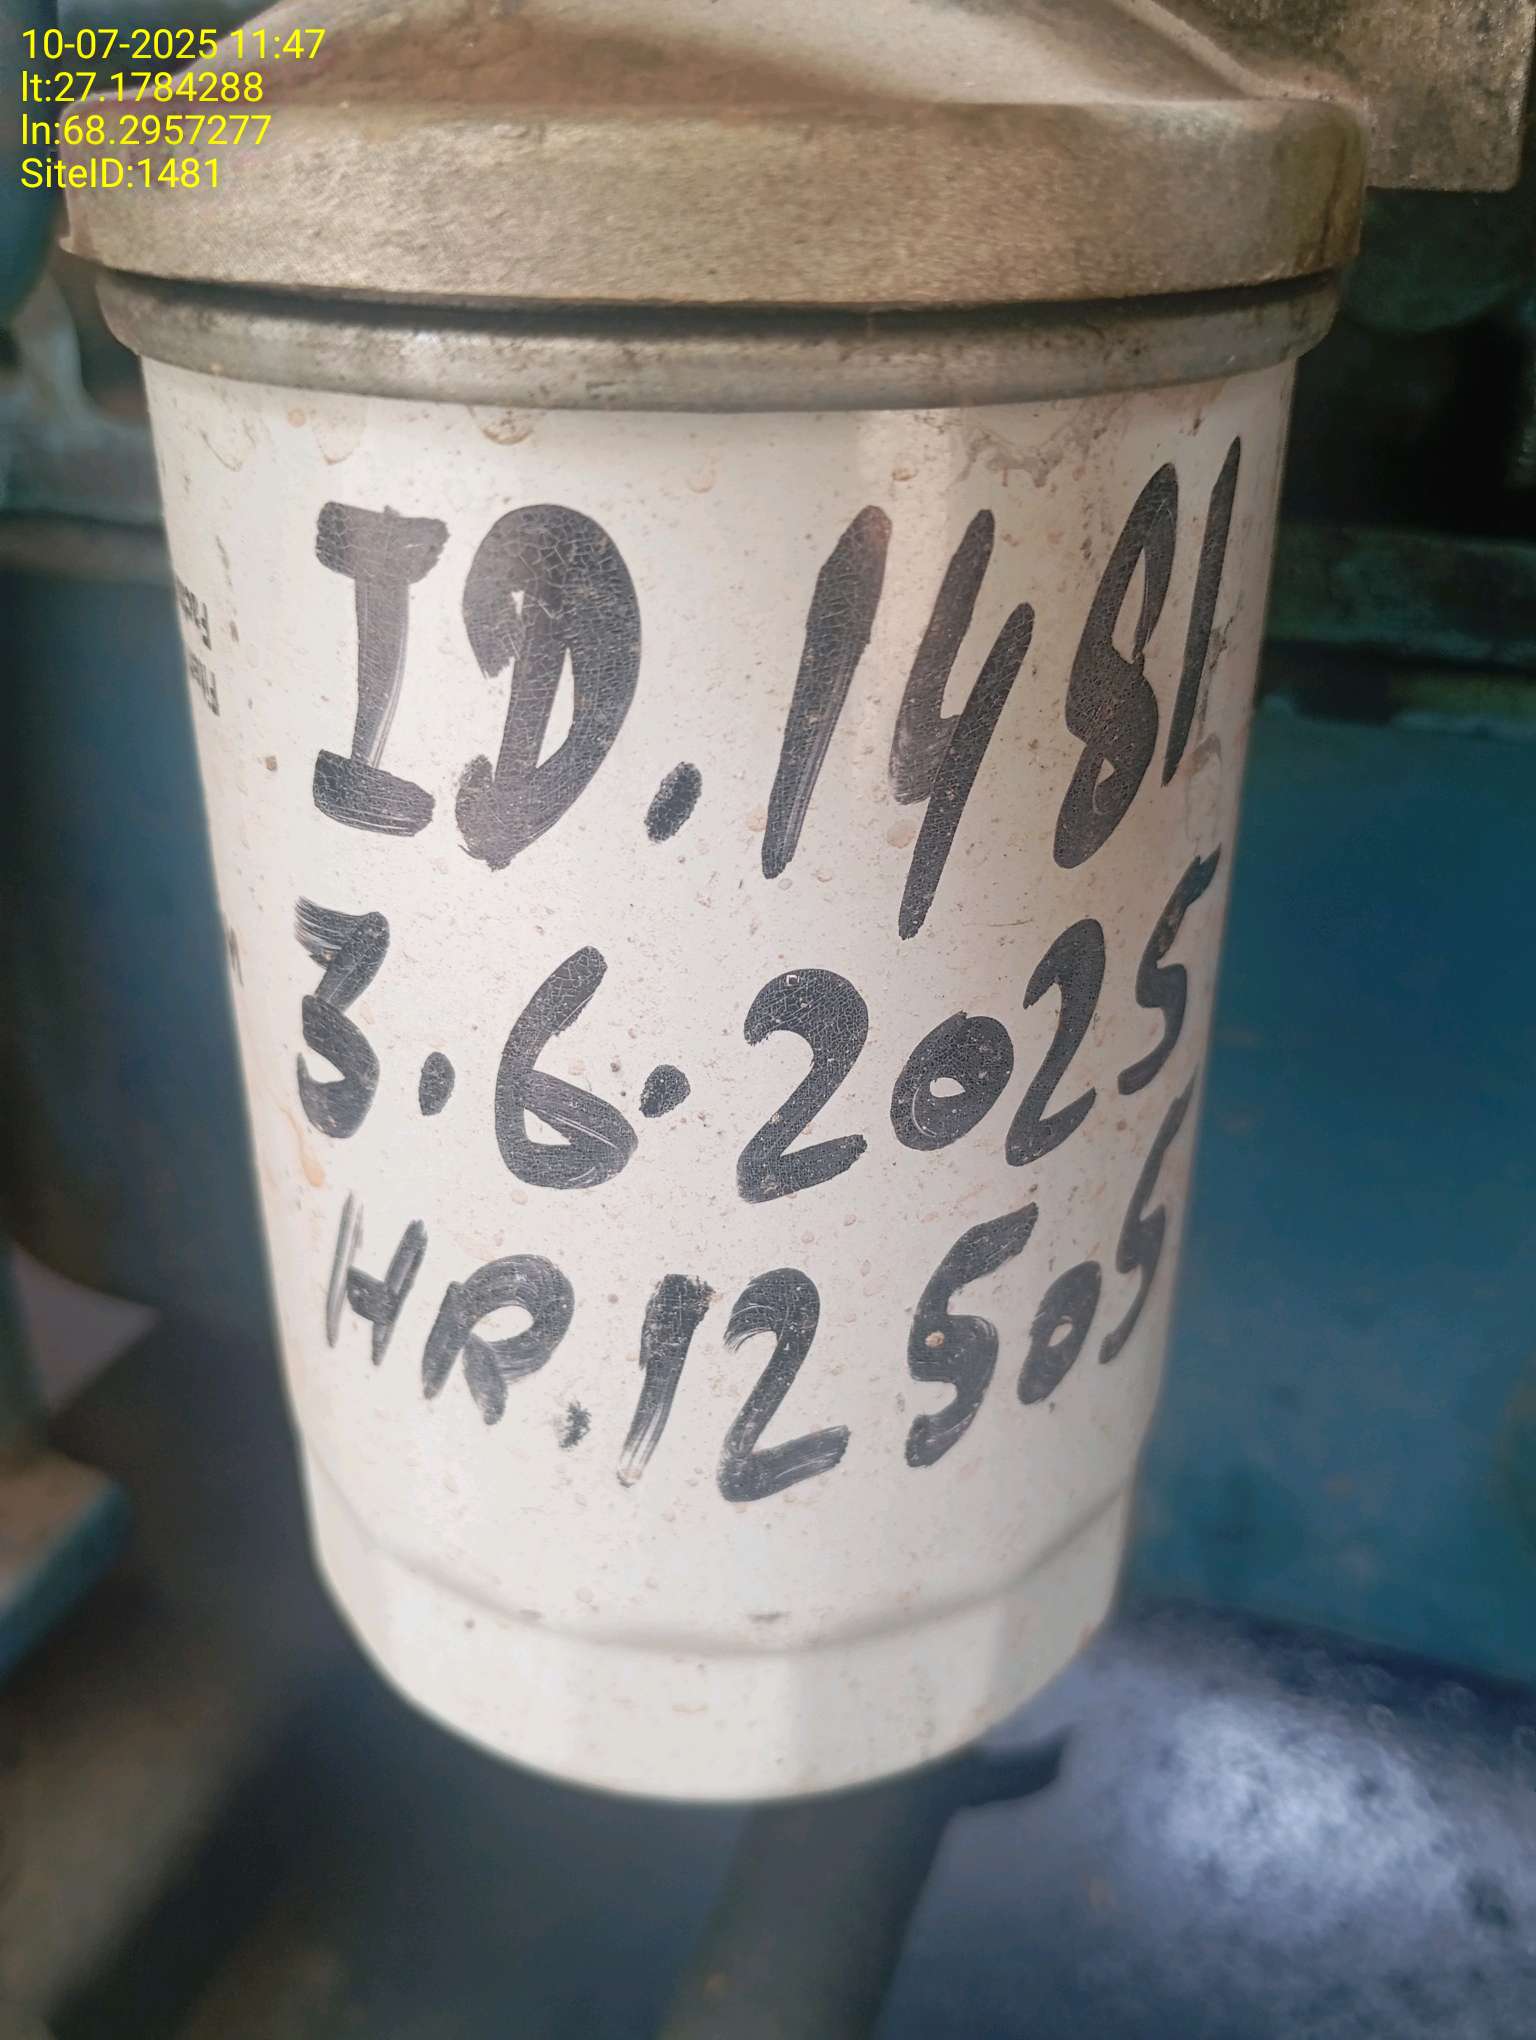 10-07-2025 11:47
lt:27.1784288
ln:68.2957277
SiteID:1481
ID.1481
3.6.2025
HR.12505